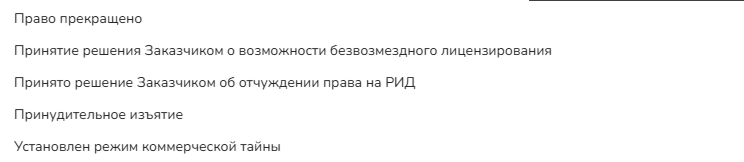 Право прекращено
Принятие решения Заказчиком о возможности безвозмездного лицензирования
Принято решение Заказчиком об отчуждении права на РИД
Принудительное изъятие
Установлен режим коммерческой тайны